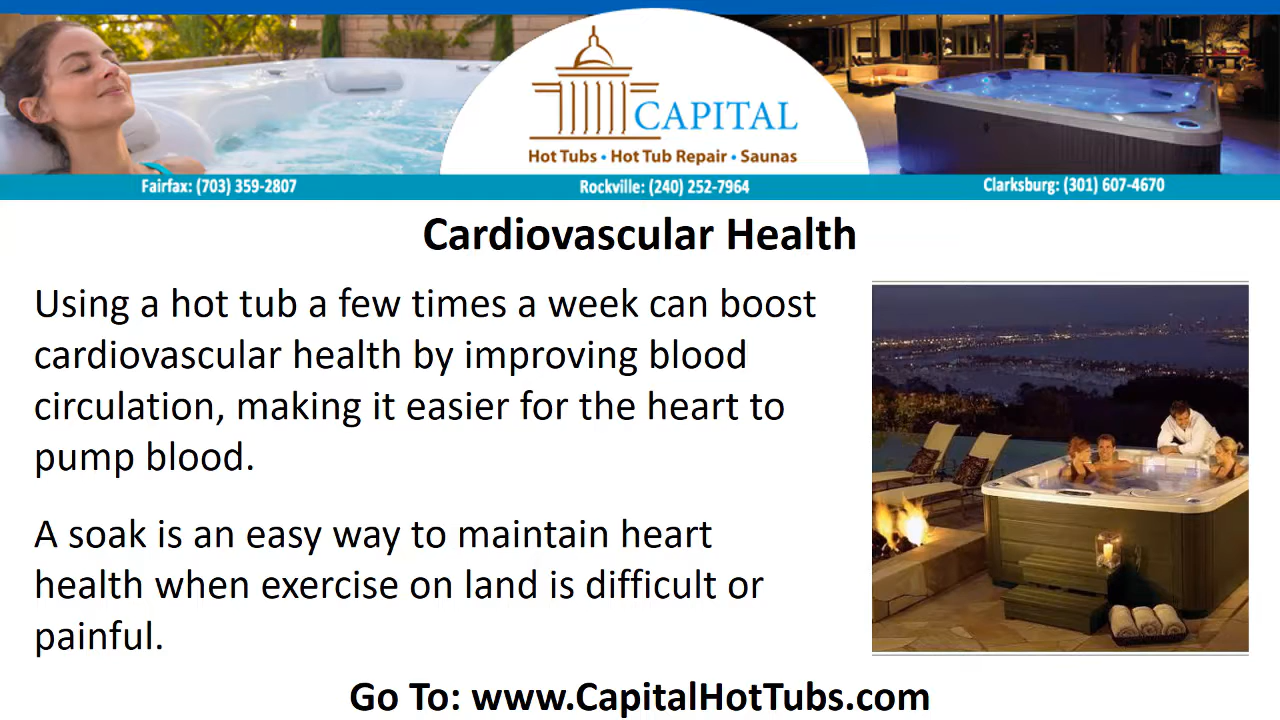 CAPITAL
Hot Tubs • Hot Tub Repair • Saunas
Fairfax: (703) 359-2807
Rockville: (240) 252-7964
Clarksburg: (301) 607-4670
Cardiovascular Health
Using a hot tub a few times a week can boost
cardiovascular health by improving blood
circulation, making it easier for the heart to
pump blood.
A soak is an easy way to maintain heart
health when exercise on land is difficult or
painful.
Go To: www.CapitalHotTubs.com